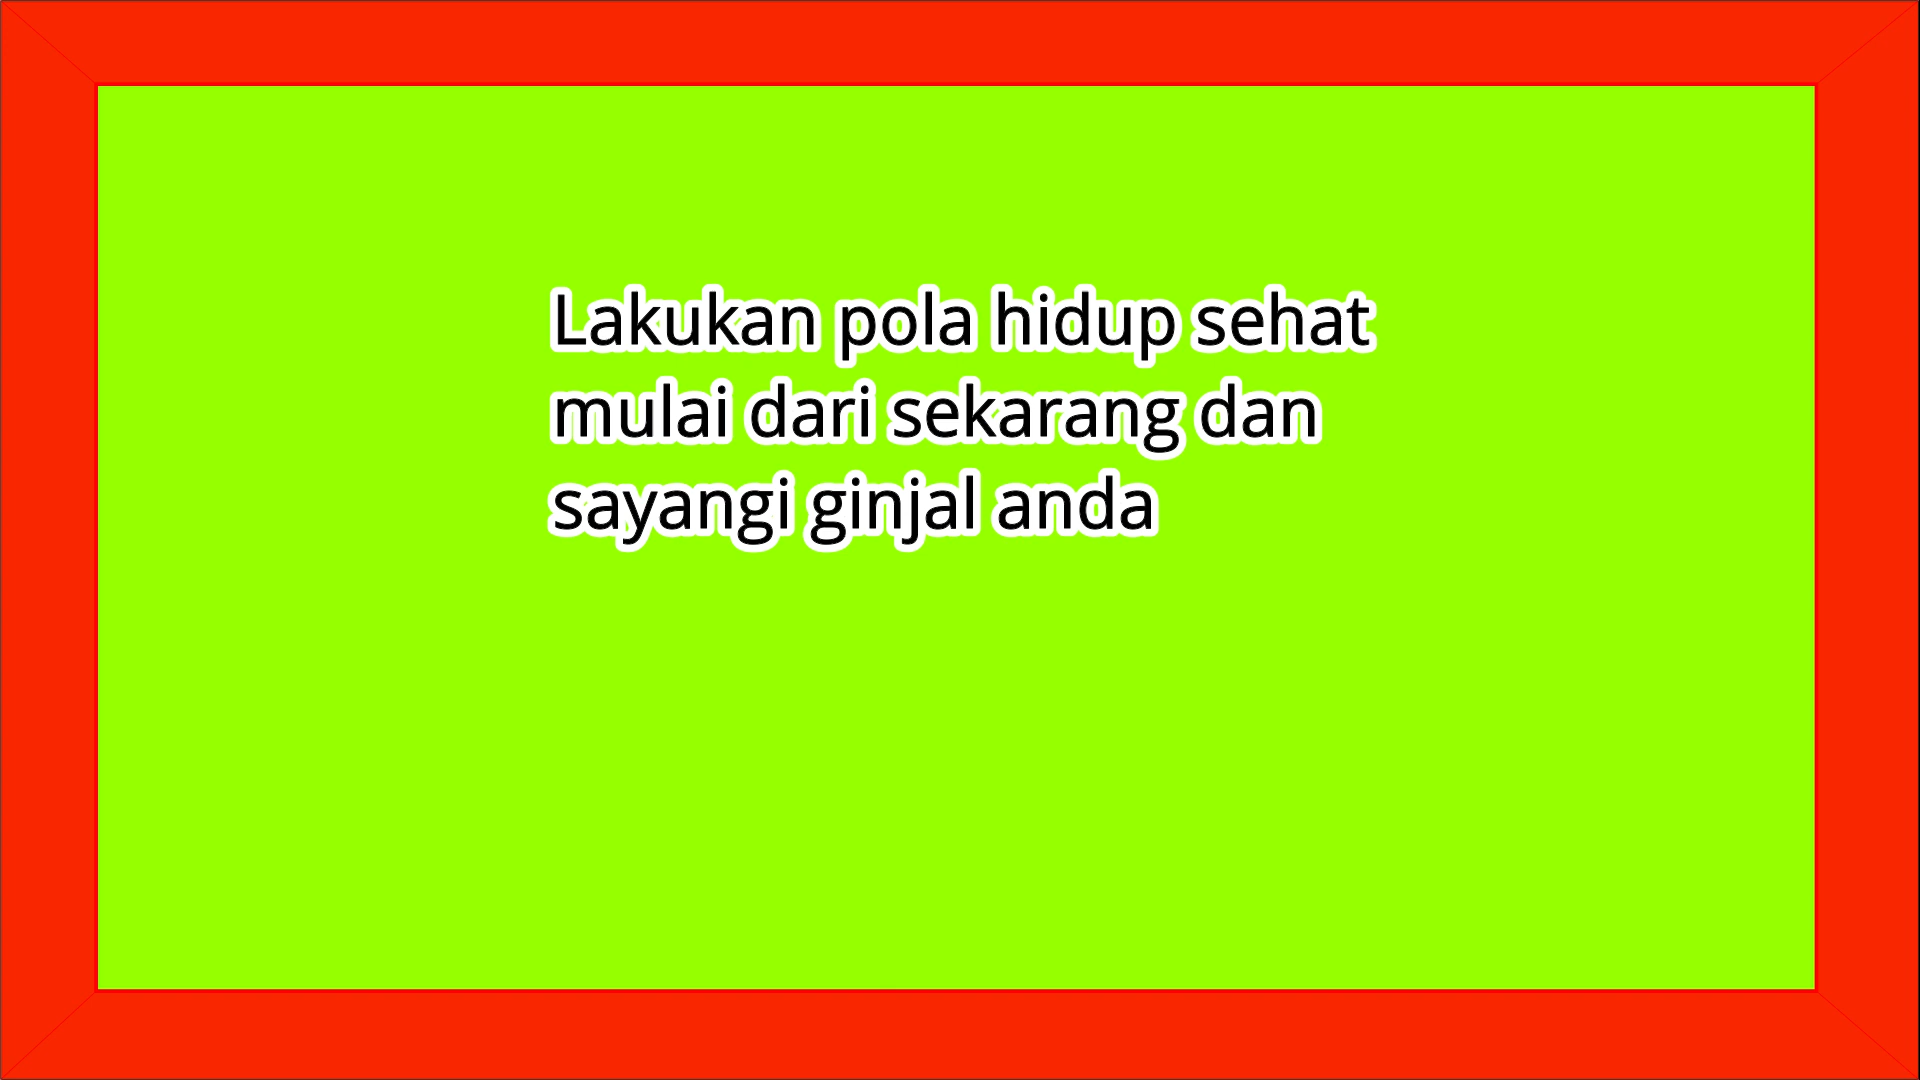 Lakukan pola hidup sehat
mulai dari sekarang dan
sayangi ginjal anda